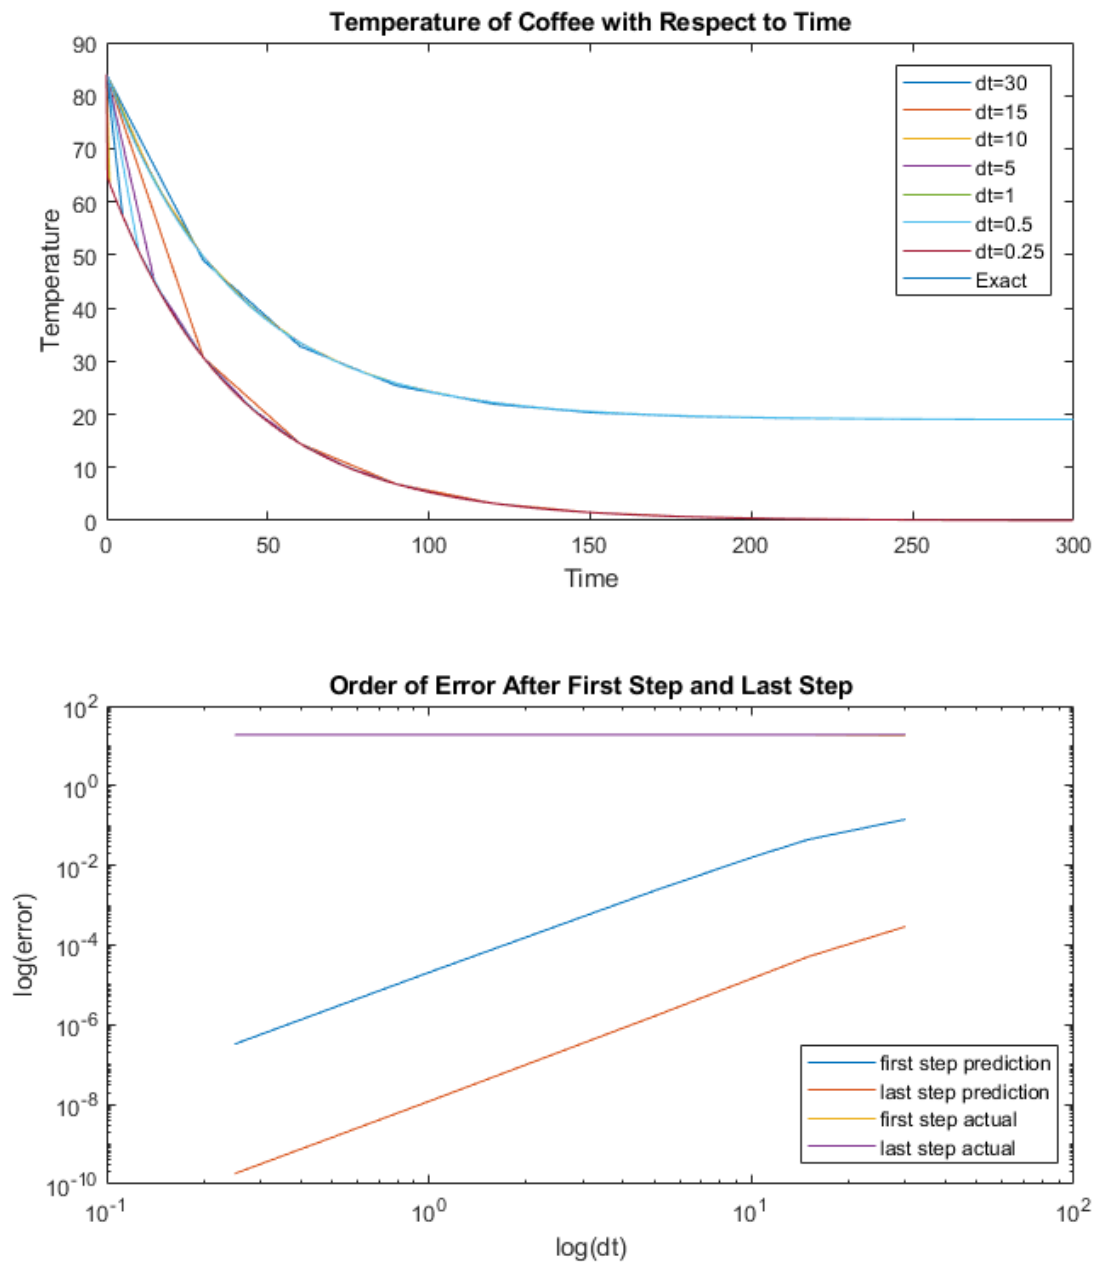 Temperature of Coffee with Respect to Time
90
80
70
60
50
40
30
20
10
0
Temperature
dt=30
dt=15
dt=10
dt=5
dt=1
dt=0.5
dt=0.25
Exact
0 50 100 150 200 250 300
Time
Order of Error After First Step and Last Step
10^2
10^0
10^-2
10^-4
10^-6
10^-8
10^-10
log(error)
first step prediction
last step prediction
first step actual
last step actual
10^-1 10^0 10^1 10^2
log(dt)